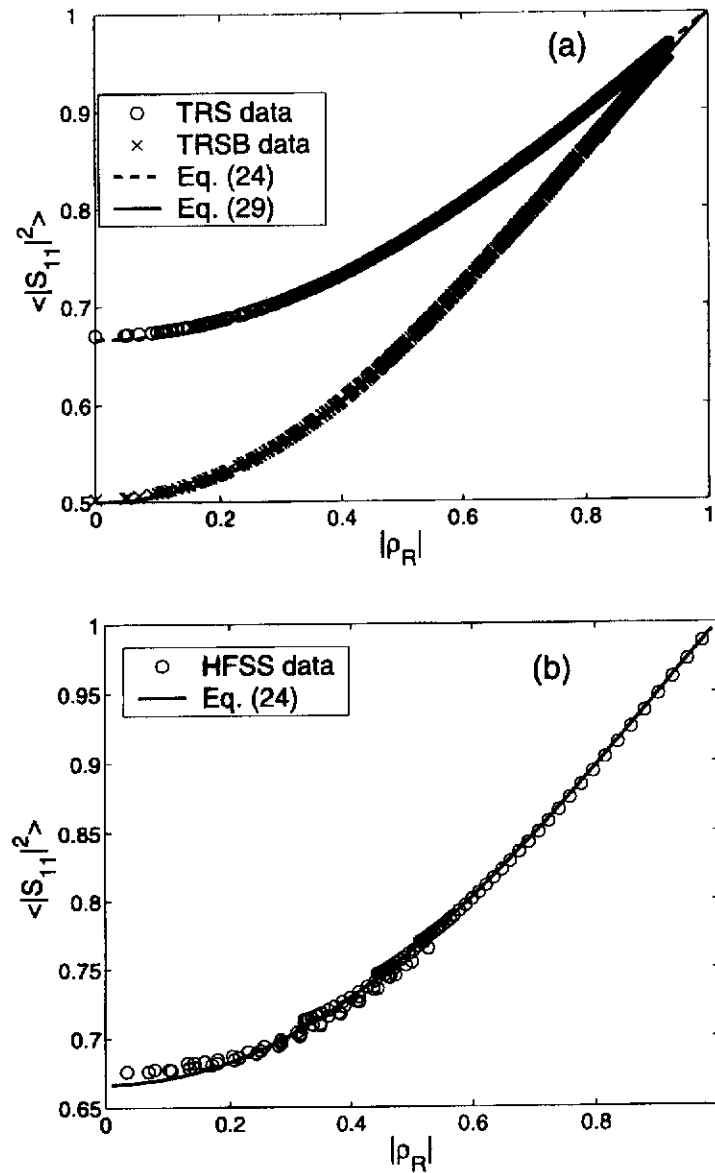 1
(a)
0.9
○ TRS data
× TRSB data
0.8
Eq. (24)
Eq. (29)
<|S₁₁|²>
0.7
0.6
0.5
0 0.2 0.4 0.6 0.8 1
|ρ_R|
1
○ HFSS data
(b)
Eq. (24)
0.95
0.9
0.85
<|S₁₁|²>
0.8
0.75
0.7
0.65
0.2 0.4 0.6 0.8
|ρ_R|